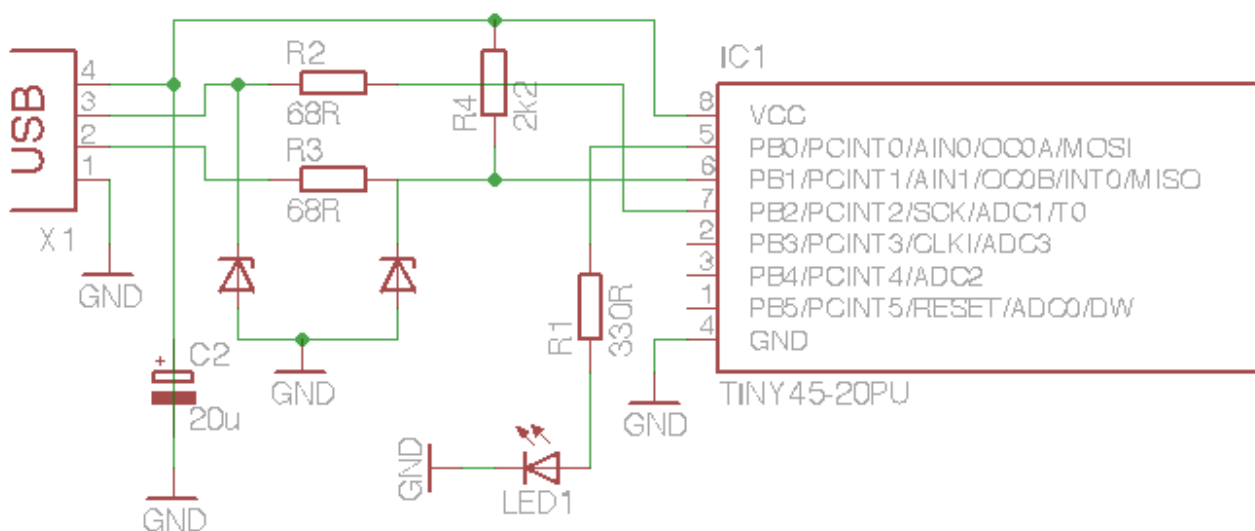 USB
4
3
2
1
X1
GND
R2
68R
R3
68R
R4
2k2
GND
C2
+
20u
GND
R1
330R
GND
LED1
GND
IC1
8 VCC
5 PB0/PCINT0/AIN0/OC0A/MOSI
6 PB1/PCINT1/AIN1/OC0B/INT0/MISO
7 PB2/PCINT2/SCK/ADC1/T0
2 PB3/PCINT3/CLKI/ADC3
3 PB4/PCINT4/ADC2
1 PB5/PCINT5/RESET/ADC0/DW
4 GND
TINY45-20PU